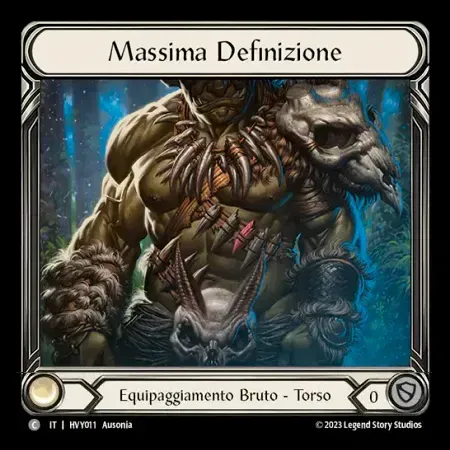 Massima Definizione
Equipaggiamento Bruto - Torso
0
C IT | HVY011 Ausonia
©2023 Legend Story Studios